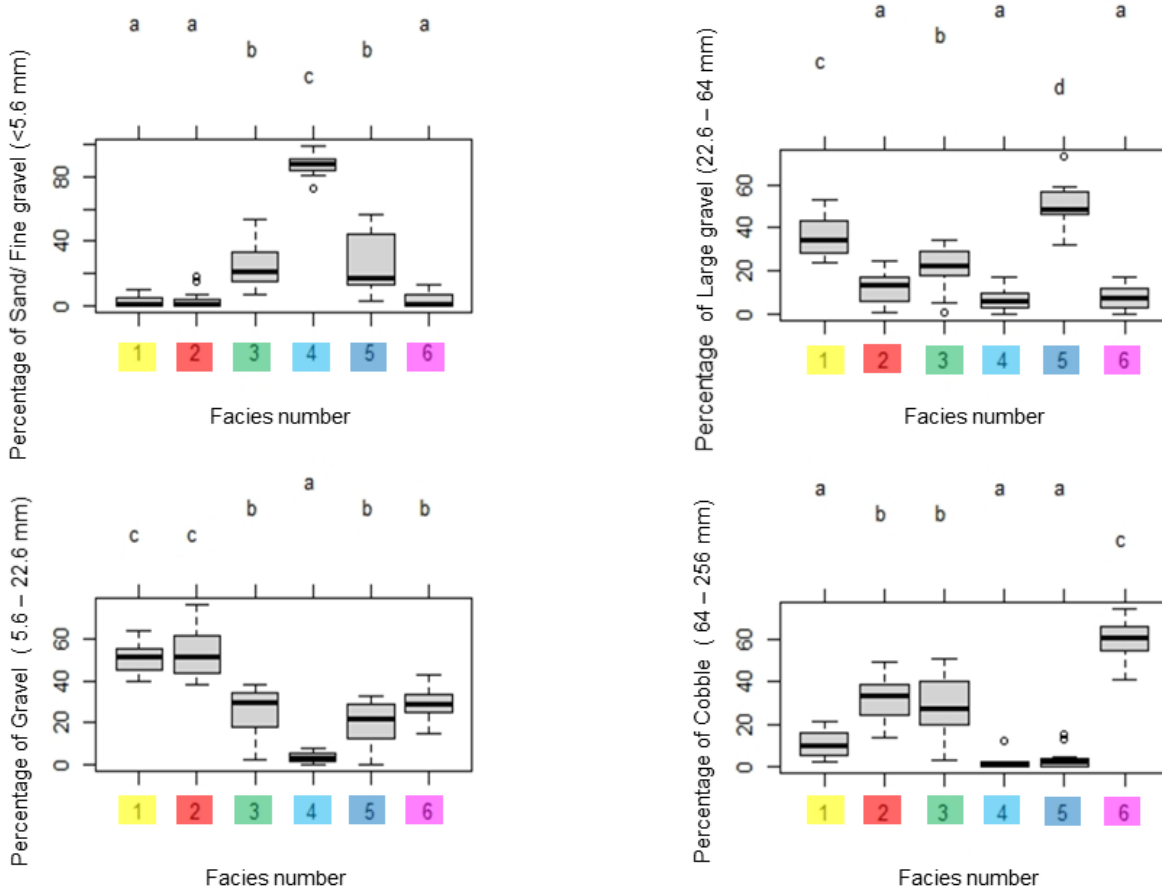 a a a
b b
c
Percentage of Sand/ Fine gravel (<5.6 mm)
80
40
0
1 2 3 4 5 6
Facies number
a a a
b
c
d
Percentage of Large gravel (22.6 – 64 mm)
60
40
20
0
1 2 3 4 5 6
Facies number
a
b b b
c c
Percentage of Gravel ( 5.6 – 22.6 mm)
60
40
20
0
1 2 3 4 5 6
Facies number
a a a
b b
c
Percentage of Cobble ( 64 – 256 mm)
60
40
20
0
1 2 3 4 5 6
Facies number